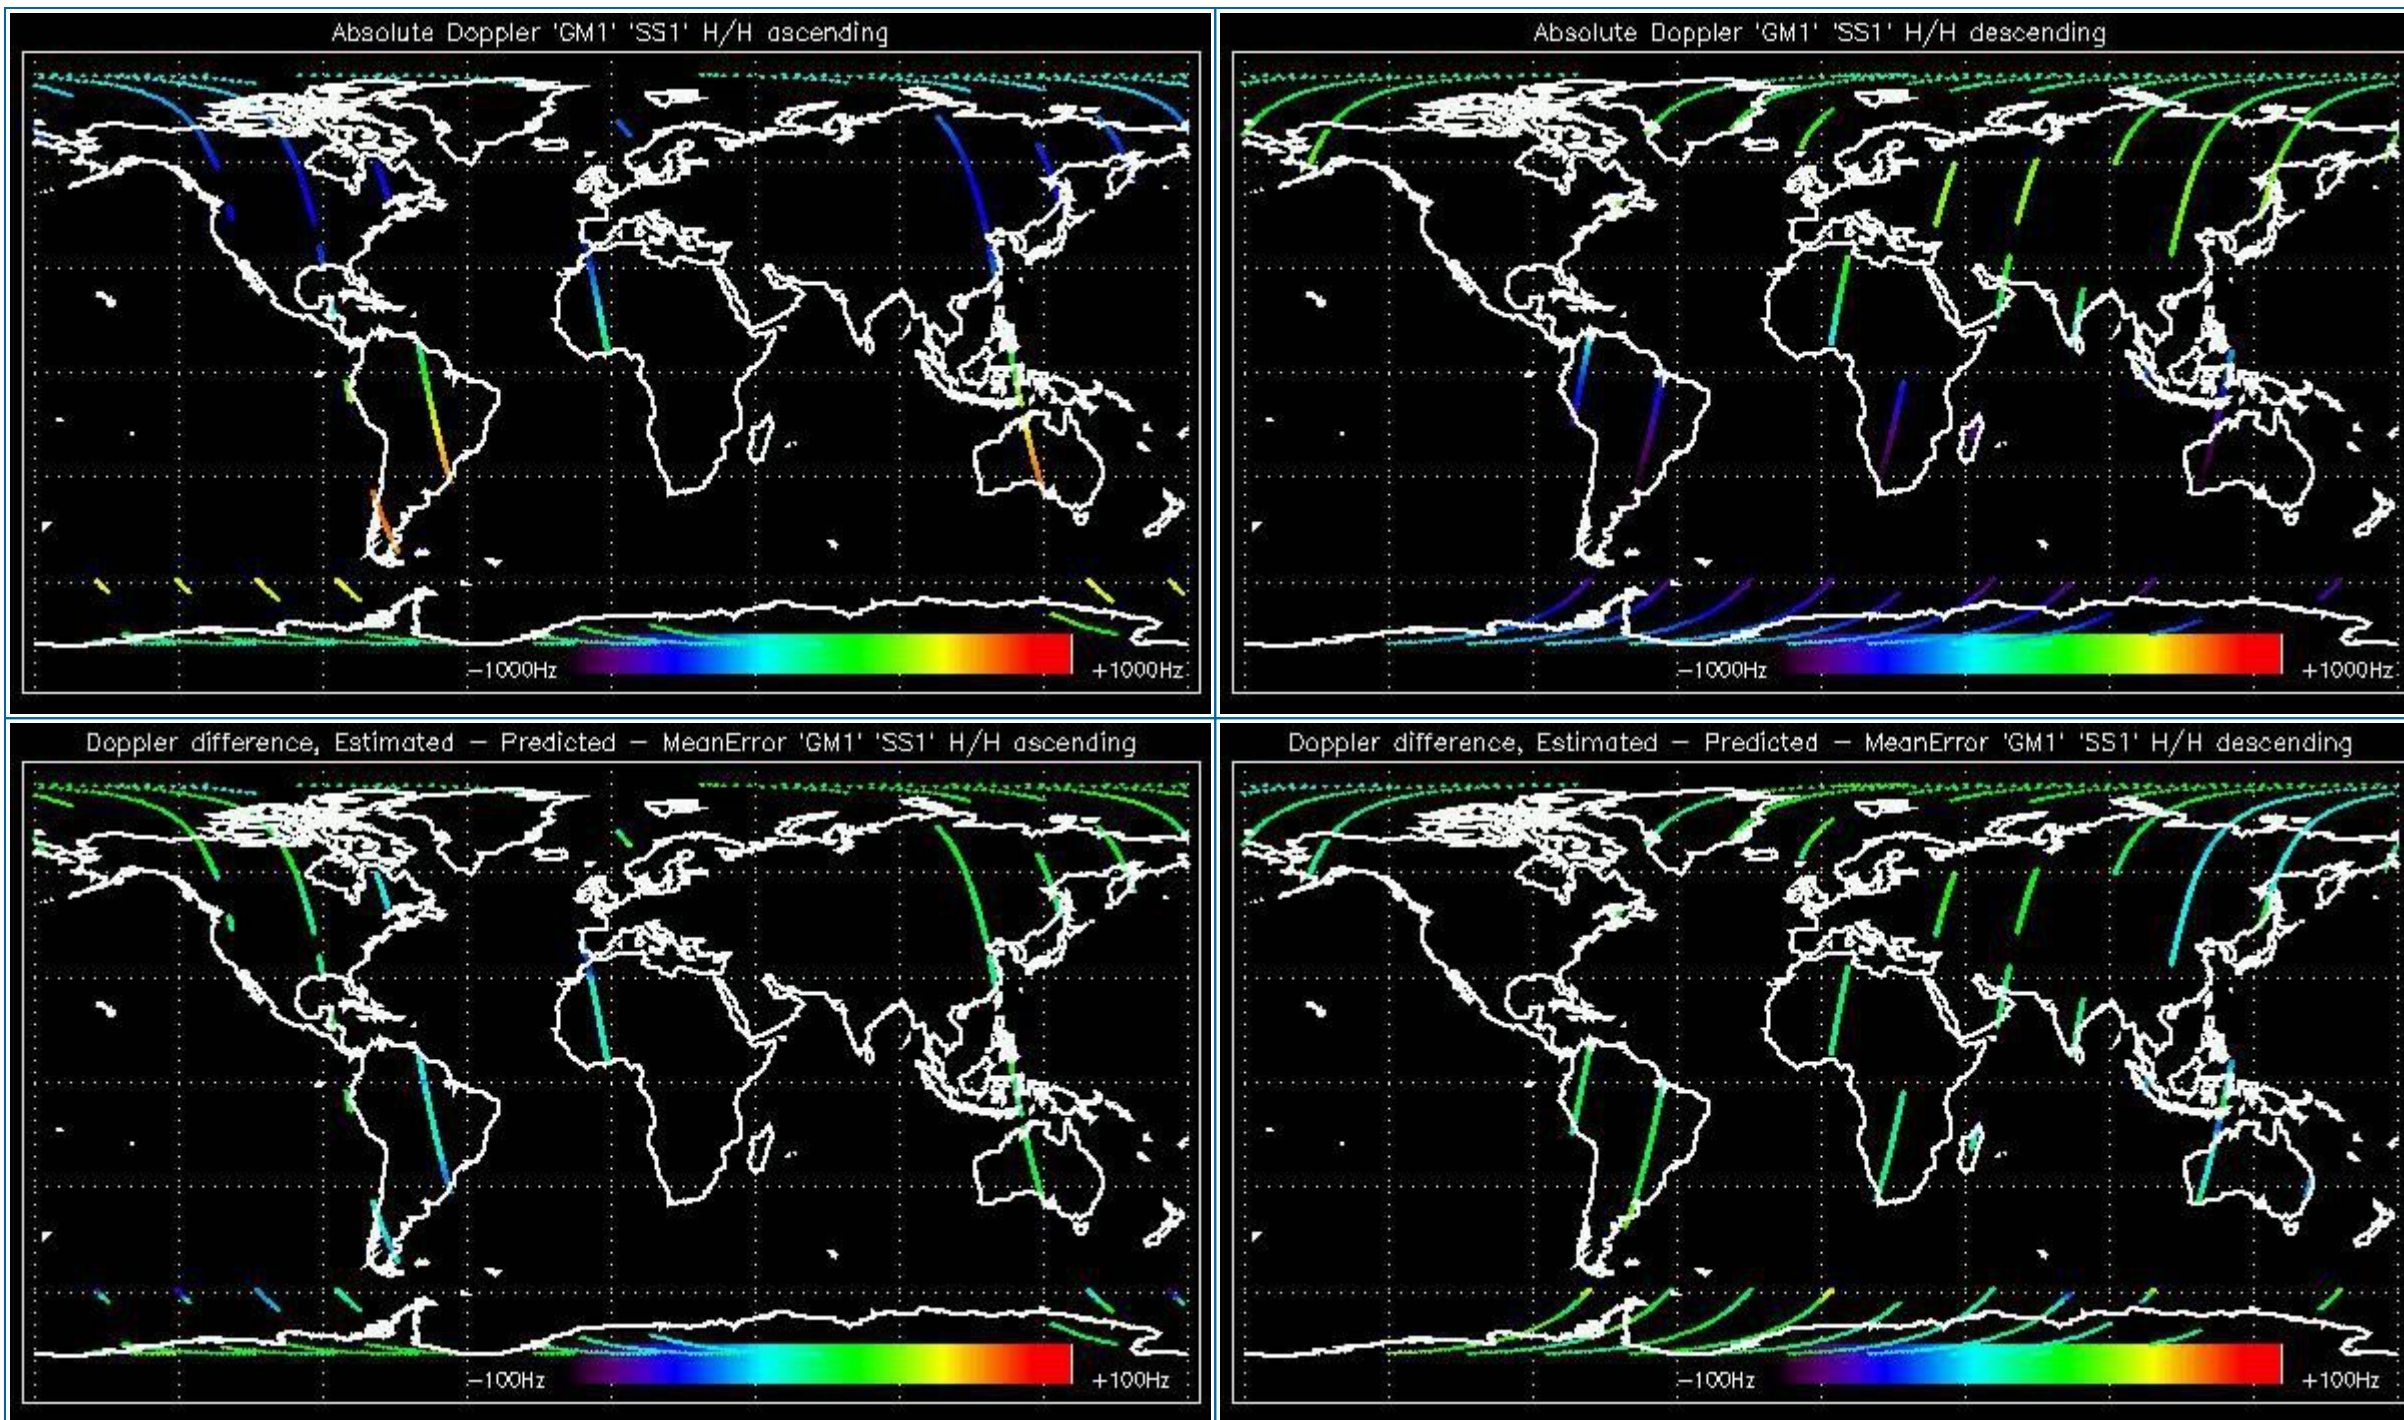 Absolute Doppler 'GM1' 'SS1' H/H ascending
-1000Hz
+1000Hz
Absolute Doppler 'GM1' 'SS1' H/H descending
-1000Hz
+1000Hz
Doppler difference, Estimated - Predicted - MeanError 'GM1' 'SS1' H/H ascending
-100Hz
+100Hz
Doppler difference, Estimated - Predicted - MeanError 'GM1' 'SS1' H/H descending
-100Hz
+100Hz